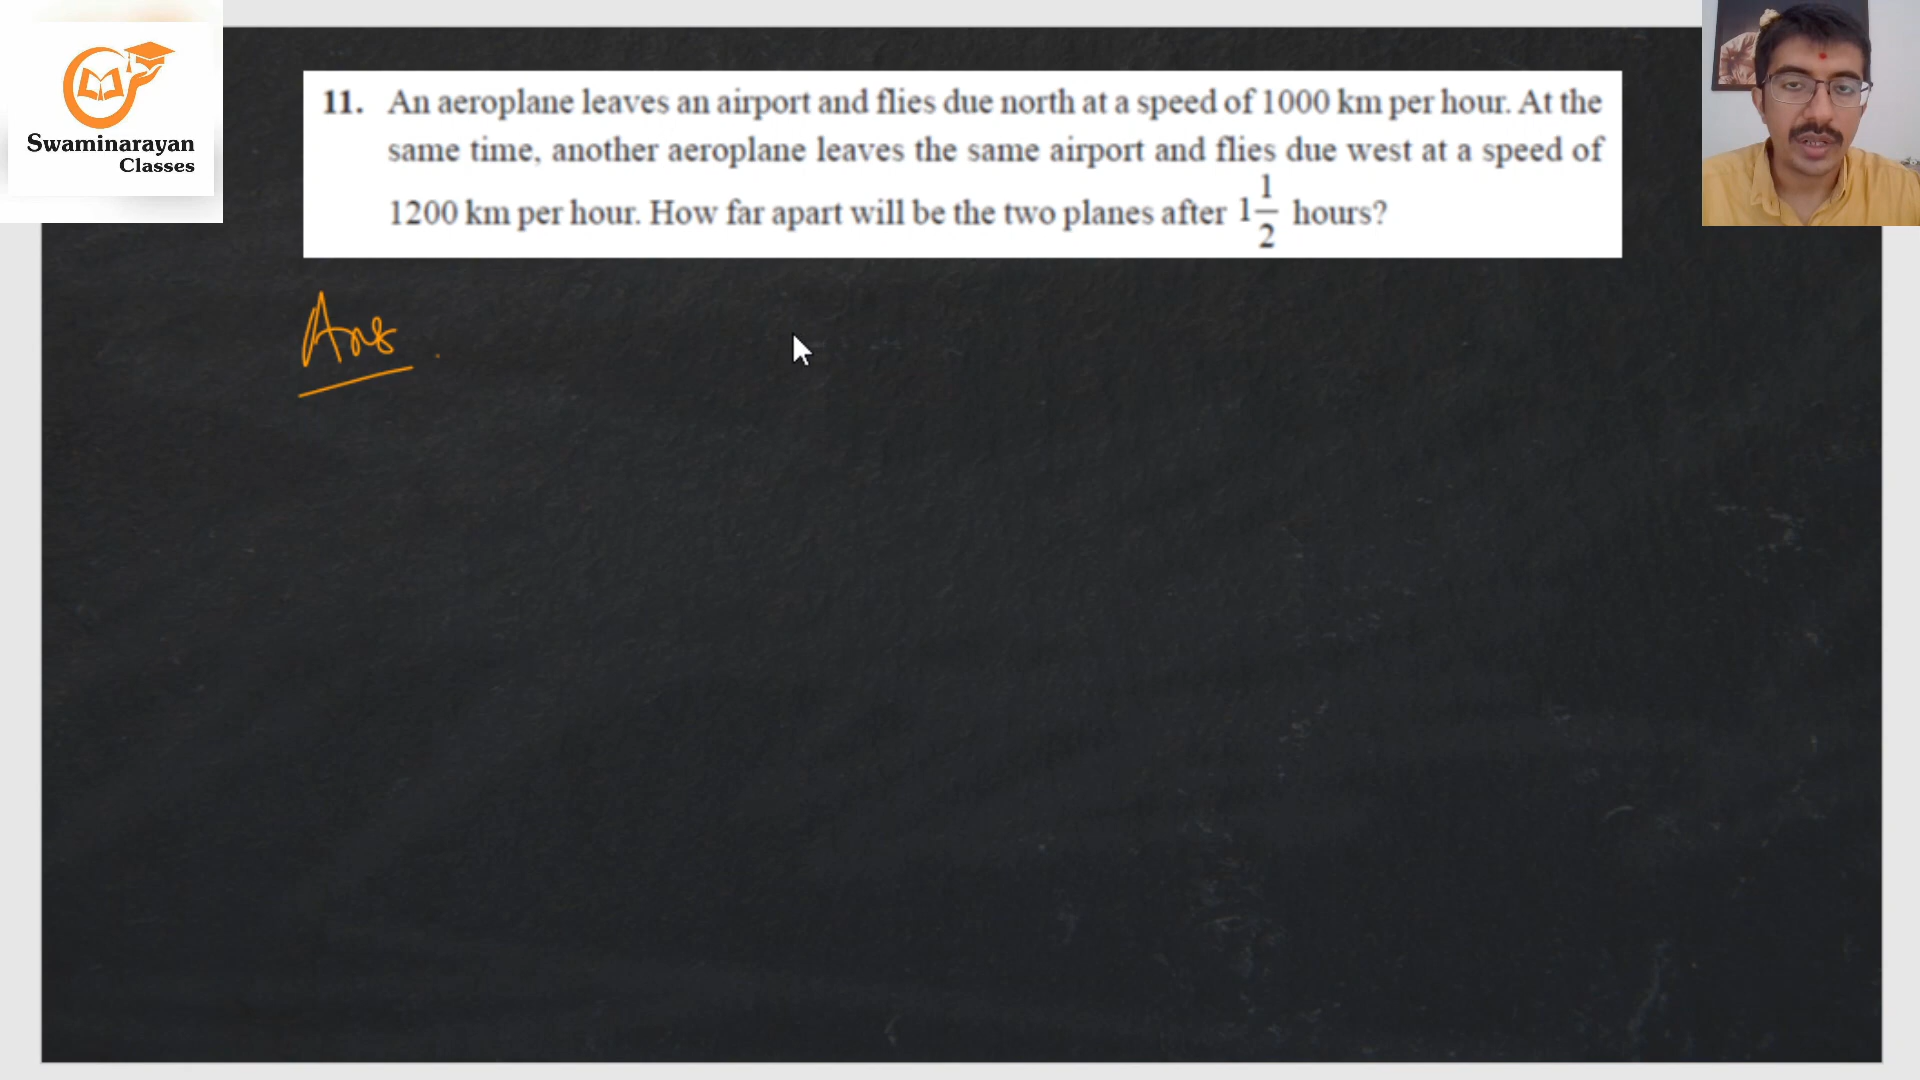 Swaminarayan
Classes
11. An aeroplane leaves an airport and flies due north at a speed of 1000 km per hour. At the
same time, another aeroplane leaves the same airport and flies due west at a speed of
1200 km per hour. How far apart will be the two planes after 1 1/2 hours?
Ans